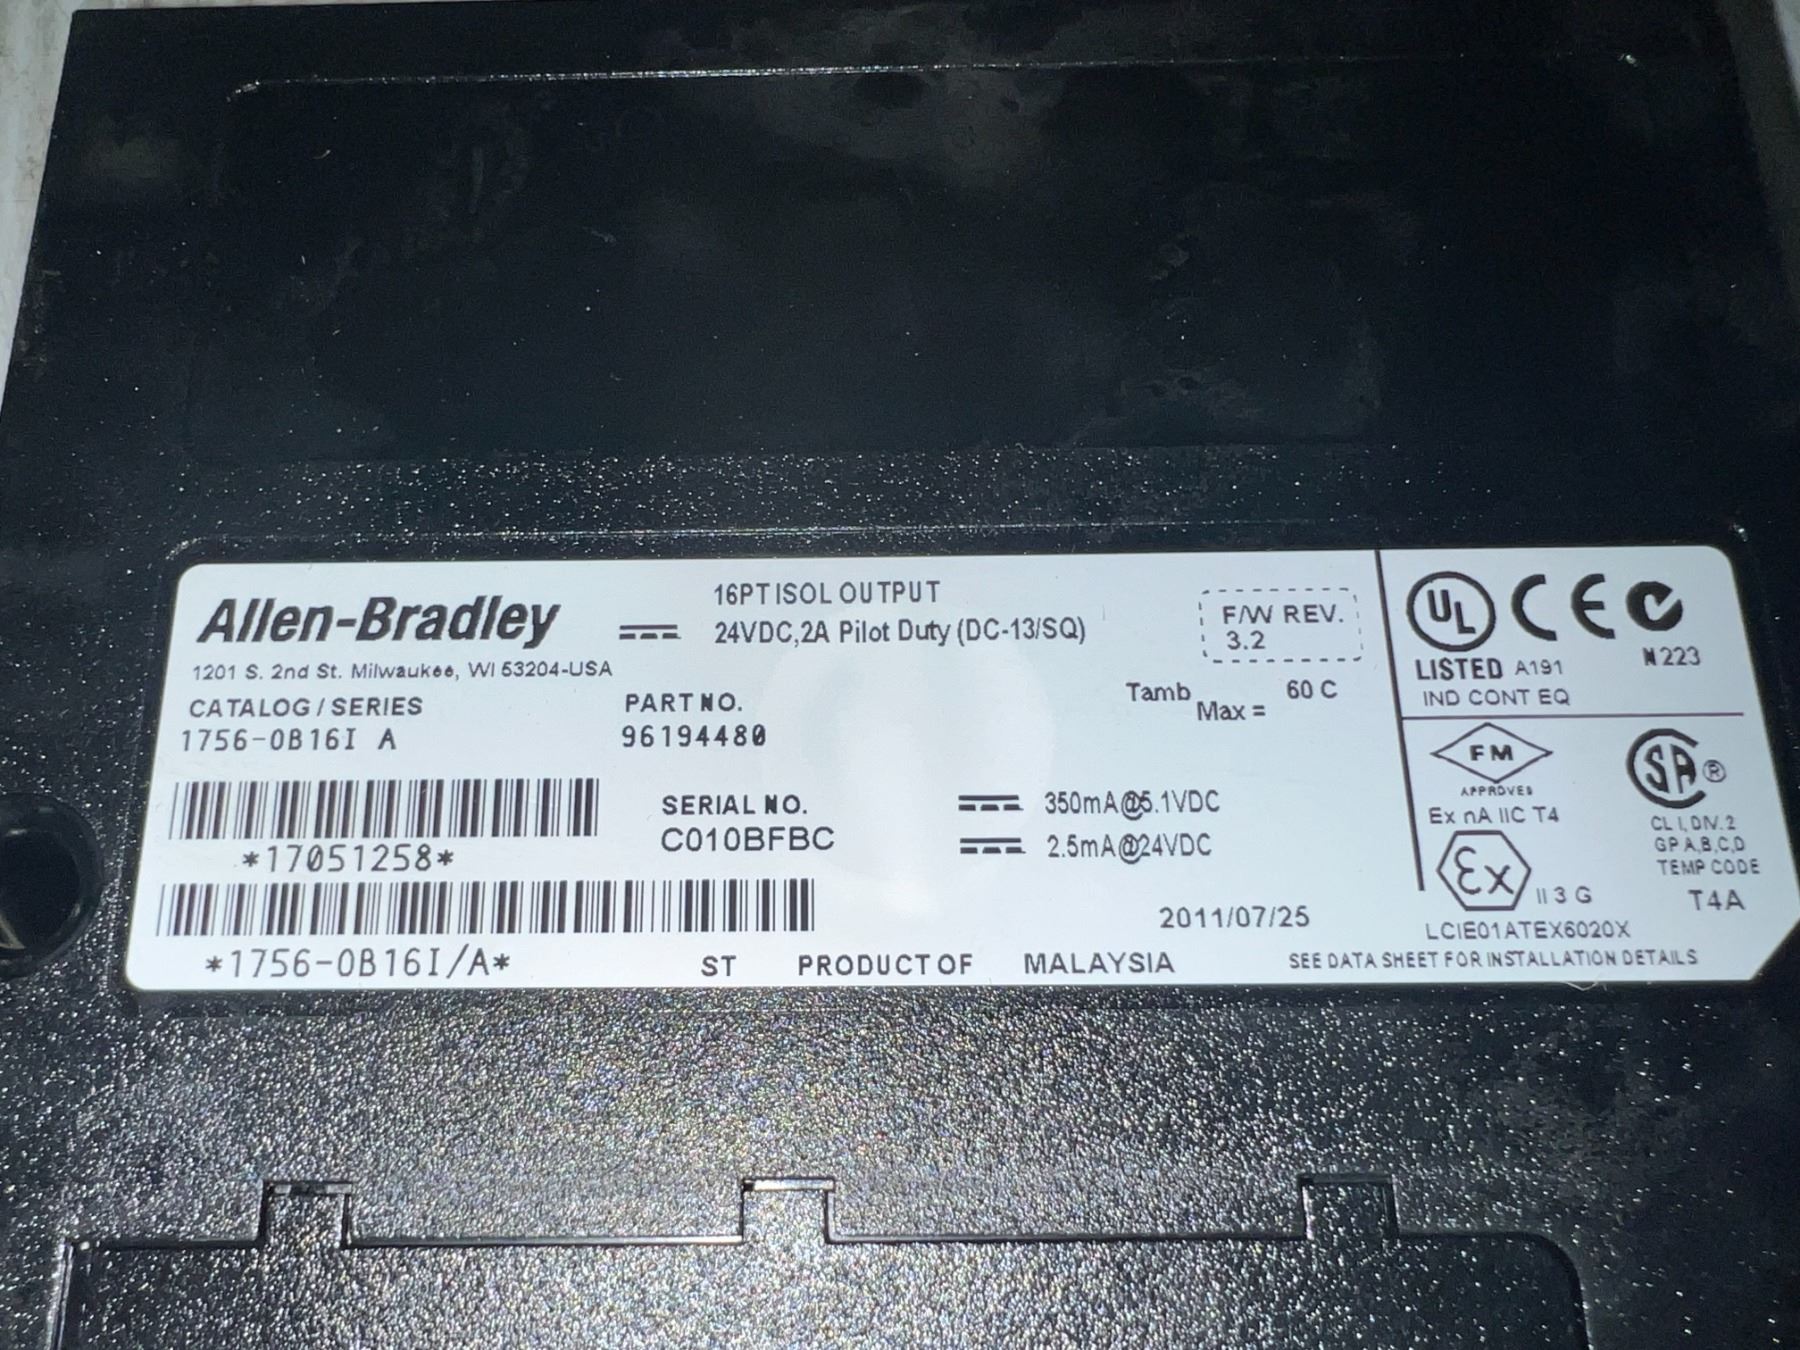 Allen-Bradley
1201 S. 2nd St. Milwaukee, WI 53204-USA
16PT ISOL OUTPUT
24VDC,2A Pilot Duty (DC-13/SQ)
F/W REV.
3.2
CATALOG / SERIES
1756-OB16I A
PART NO.
96194480
Tamb
Max = 60 C
*17051258*
SERIAL NO.
C010BFBC
350mA@5.1VDC
2.5mA@24VDC
*1756-OB16I/A*
2011/07/25
ST PRODUCT OF MALAYSIA
UL CE
LISTED A191
IND CONT EQ
N223
FM
APPROVED
Ex nA IIC T4
Ex II 3 G
LCIE01ATEX6020X
SA®
CL I, DIV. 2
GP A,B,C,D
TEMP CODE
T4A
SEE DATA SHEET FOR INSTALLATION DETAILS